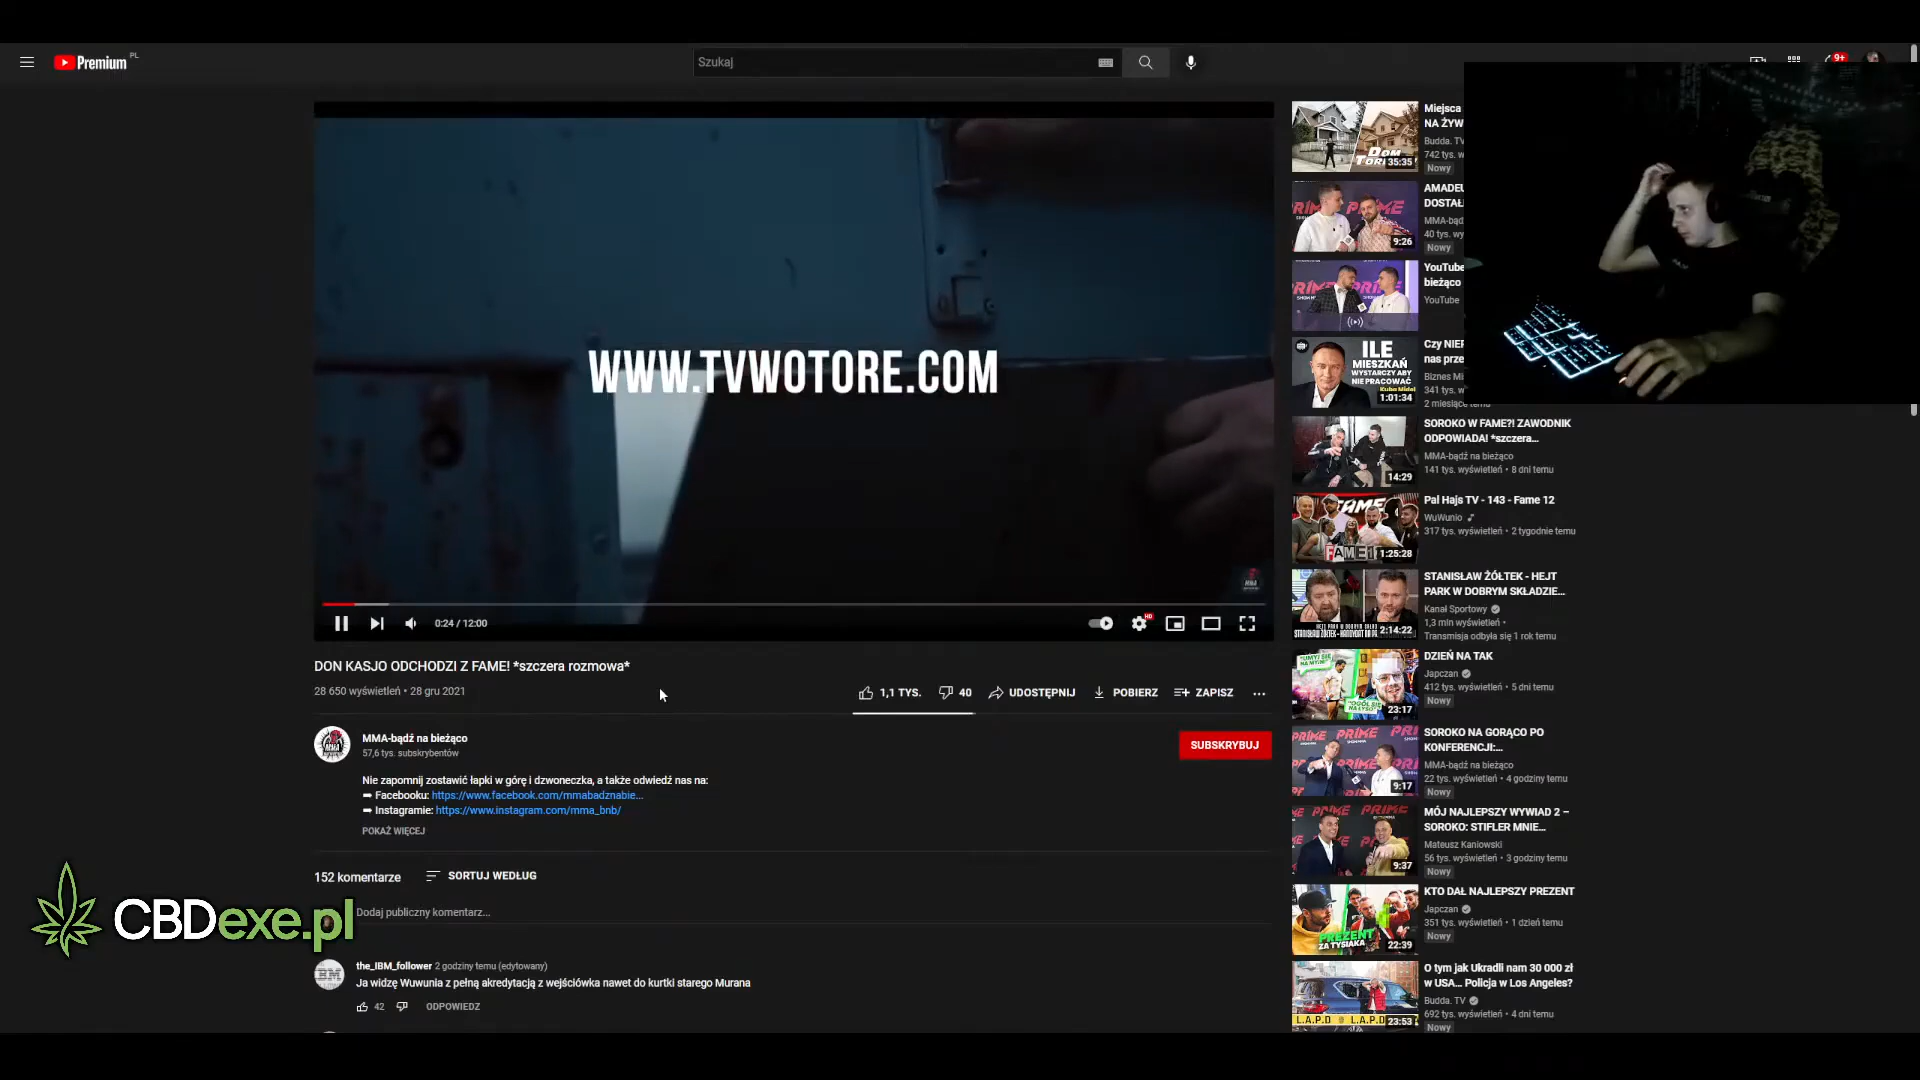 Premium PL
Szukaj
9+
WWW.TVWOTORE.COM
0:24 / 12:00
DON KASJO ODCHODZI Z FAME! *szczera rozmowa*
28 650 wyświetleń • 28 gru 2021
1,1 TYS.
40
UDOSTĘPNIJ
POBIERZ
ZAPISZ
MMA-bądź na bieżąco
57,6 tys. subskrybentów
SUBSKRYBUJ
Nie zapomnij zostawić łapki w górę i dzwoneczka, a także odwiedź nas na:
➡ Facebooku: https://www.facebook.com/mmabadznabie...
➡ Instagramie: https://www.instagram.com/mma_bnb/
POKAŻ WIĘCEJ
152 komentarze
SORTUJ WEDŁUG
Dodaj publiczny komentarz...
CBDexe.pl
the_IBM_follower 2 godziny temu (edytowany)
Ja widzę Wuwunia z pełną akredytacją z wejściówka nawet do kurtki starego Murana
42
ODPOWIEDZ
35:35
Miejsca
NA ŻYW
Budda. TV
742 tys. w
Nowy
PRIME
9:26
AMADEU
DOSTAŁ
MMA-bąd
40 tys. wy
Nowy
YouTube
bieżąco
YouTube
ILE
MIESZKAŃ
WYSTARCZY ABY
NIE PRACOWAĆ
1:01:34
Czy NIER
nas prze
Biznes Mi
341 tys. w
2 miesiące temu
14:29
SOROKO W FAME?! ZAWODNIK
ODPOWIADA! *szczera...
MMA-bądź na bieżąco
141 tys. wyświetleń • 8 dni temu
1:25:28
Pal Hajs TV - 143 - Fame 12
WuWunio
317 tys. wyświetleń • 2 tygodnie temu
2:14:22
STANISŁAW ŻÓŁTEK - HEJT
PARK W DOBRYM SKŁADZIE...
Kanał Sportowy
1,3 mln wyświetleń •
Transmisja odbyła się 1 rok temu
23:17
DZIEŃ NA TAK
Japczan
412 tys. wyświetleń • 5 dni temu
Nowy
9:17
SOROKO NA GORĄCO PO
KONFERENCJI:...
MMA-bądź na bieżąco
22 tys. wyświetleń • 4 godziny temu
Nowy
9:37
MÓJ NAJLEPSZY WYWIAD 2 –
SOROKO: STIFLER MNIE...
Mateusz Kaniowski
56 tys. wyświetleń • 3 godziny temu
Nowy
PREZENT
ZA TYSIAKA
22:39
KTO DAŁ NAJLEPSZY PREZENT
Japczan
351 tys. wyświetleń • 1 dzień temu
Nowy
L.A.P.D
23:53
O tym jak Ukradli nam 30 000 zł
w USA... Policja w Los Angeles?
Budda. TV
692 tys. wyświetleń • 4 dni temu
Nowy